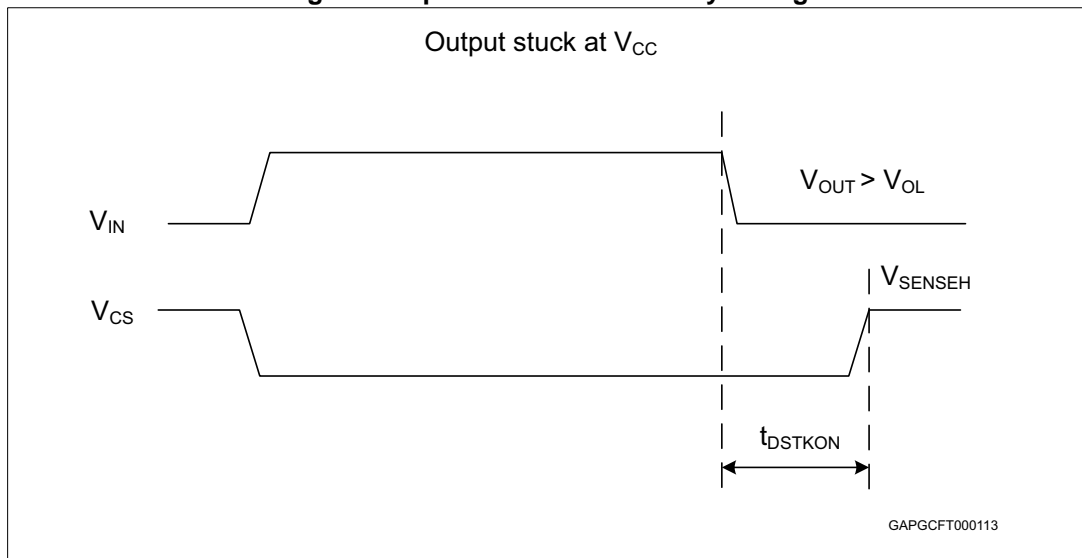 Output stuck at VCC
VOUT > VOL
VIN
VSENSEH
VCS
tDSTKON
GAPGCFT000113